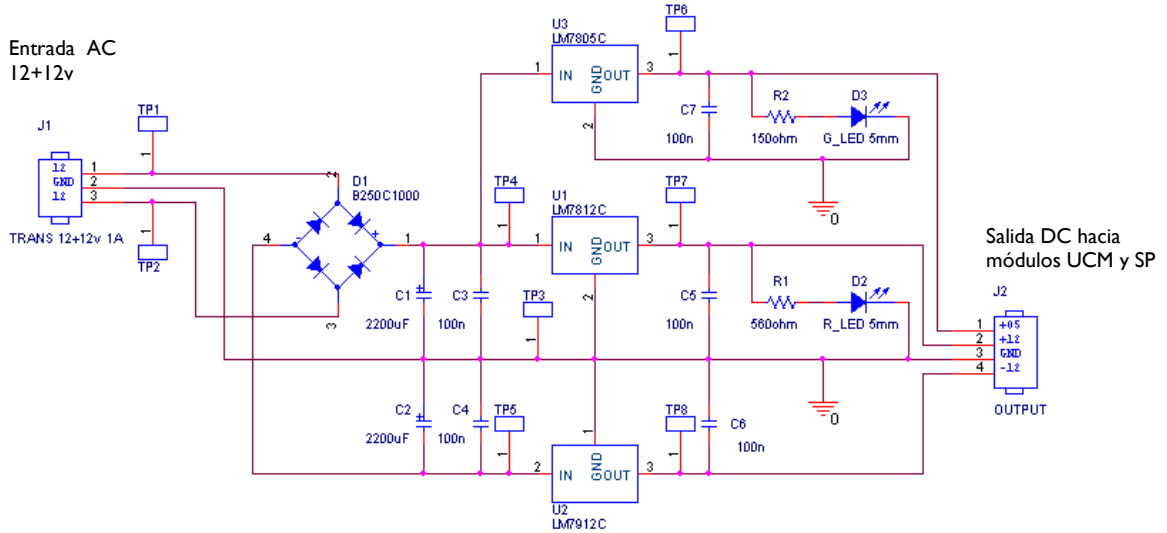 Entrada AC
12+12v
J1
12
GND
12
1
2
3
TRANS 12+12v 1A
TP1
1
TP2
1
D1
B250C1000
2
4
-
+
1
3
C1
2200uF
C3
100n
C2
2200uF
C4
100n
TP4
1
TP3
1
TP5
1
U3
LM7805C
1
IN
GND
OUT
3
2
TP6
1
C7
100n
R2
150ohm
D3
G_LED 5mm
0
U1
LM7812C
1
IN
GND
OUT
3
2
TP7
1
C5
100n
R1
560ohm
D2
R_LED 5mm
0
U2
LM7912C
2
IN
GND
OUT
3
1
TP8
1
C6
100n
Salida DC hacia
módulos UCM y SP
J2
1
2
3
4
+05
+12
GND
-12
OUTPUT